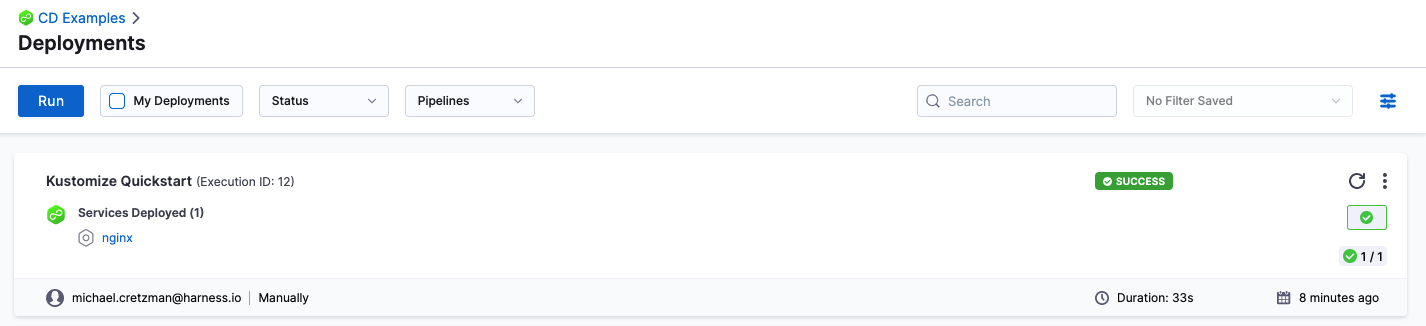 CD Examples
Deployments
Run My Deployments Status Pipelines Search No Filter Saved
Kustomize Quickstart (Execution ID: 12) SUCCESS
Services Deployed (1)
nginx
1 / 1
michael.cretzman@harness.io | Manually Duration: 33s 8 minutes ago